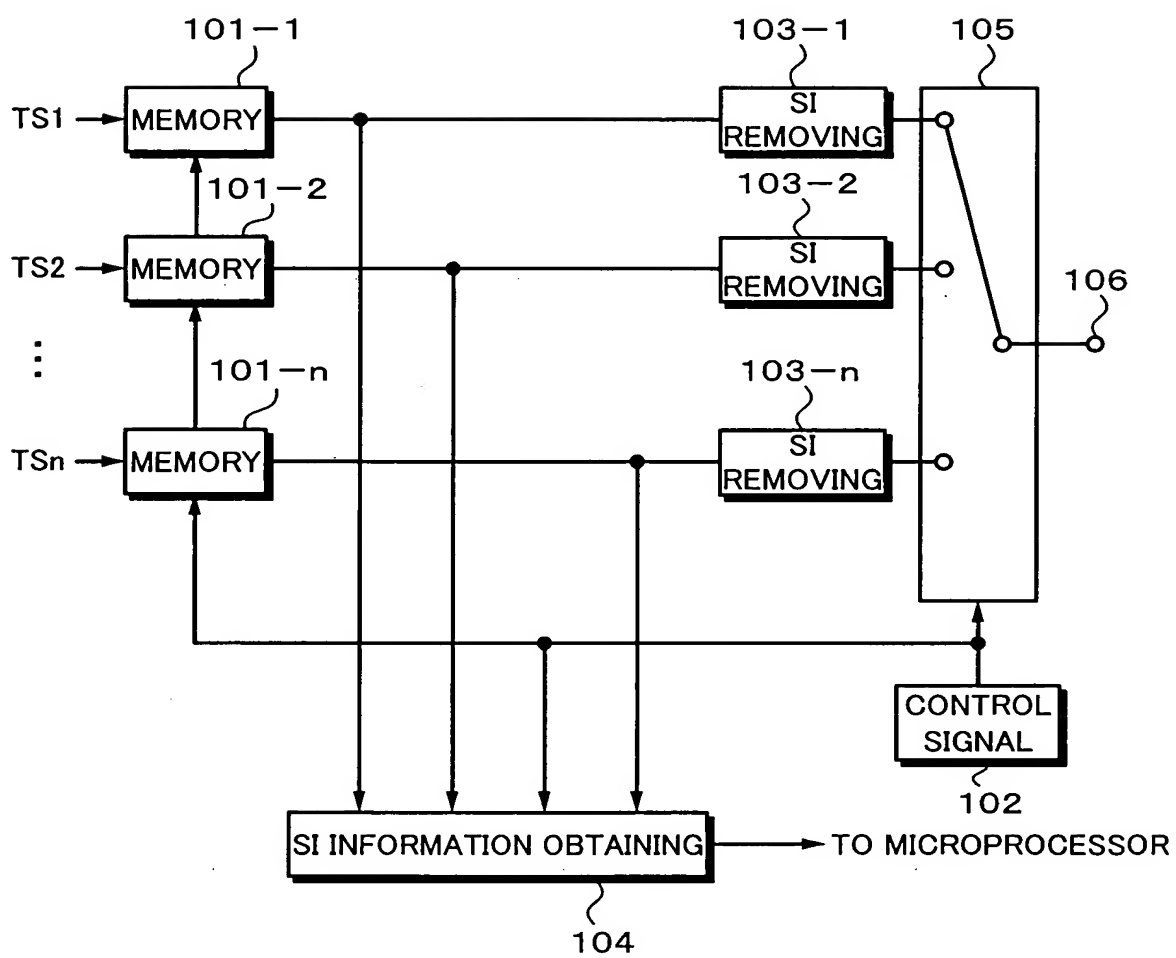 101-1
103-1
105
TS1
MEMORY
SI
REMOVING
101-2
103-2
TS2
MEMORY
SI
REMOVING
106
...
101-n
103-n
TSn
MEMORY
SI
REMOVING
CONTROL
SIGNAL
102
SI INFORMATION OBTAINING
TO MICROPROCESSOR
104